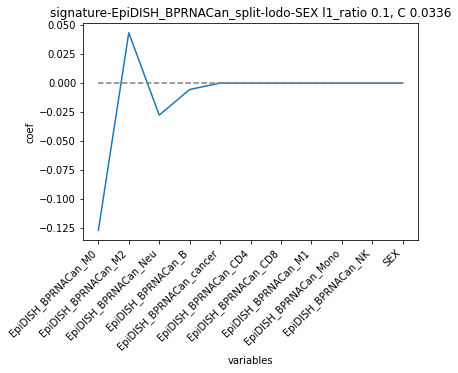 signature-EpiDISH_BPRNACan_split-lodo-SEX l1_ratio 0.1, C 0.0336
0.050
0.025
0.000
-0.025
-0.050
-0.075
-0.100
-0.125
coef
EpiDISH_BPRNACan_M0
EpiDISH_BPRNACan_M2
EpiDISH_BPRNACan_Neu
EpiDISH_BPRNACan_B
EpiDISH_BPRNACan_cancer
EpiDISH_BPRNACan_CD4
EpiDISH_BPRNACan_CD8
EpiDISH_BPRNACan_M1
EpiDISH_BPRNACan_Mono
EpiDISH_BPRNACan_NK
SEX
variables